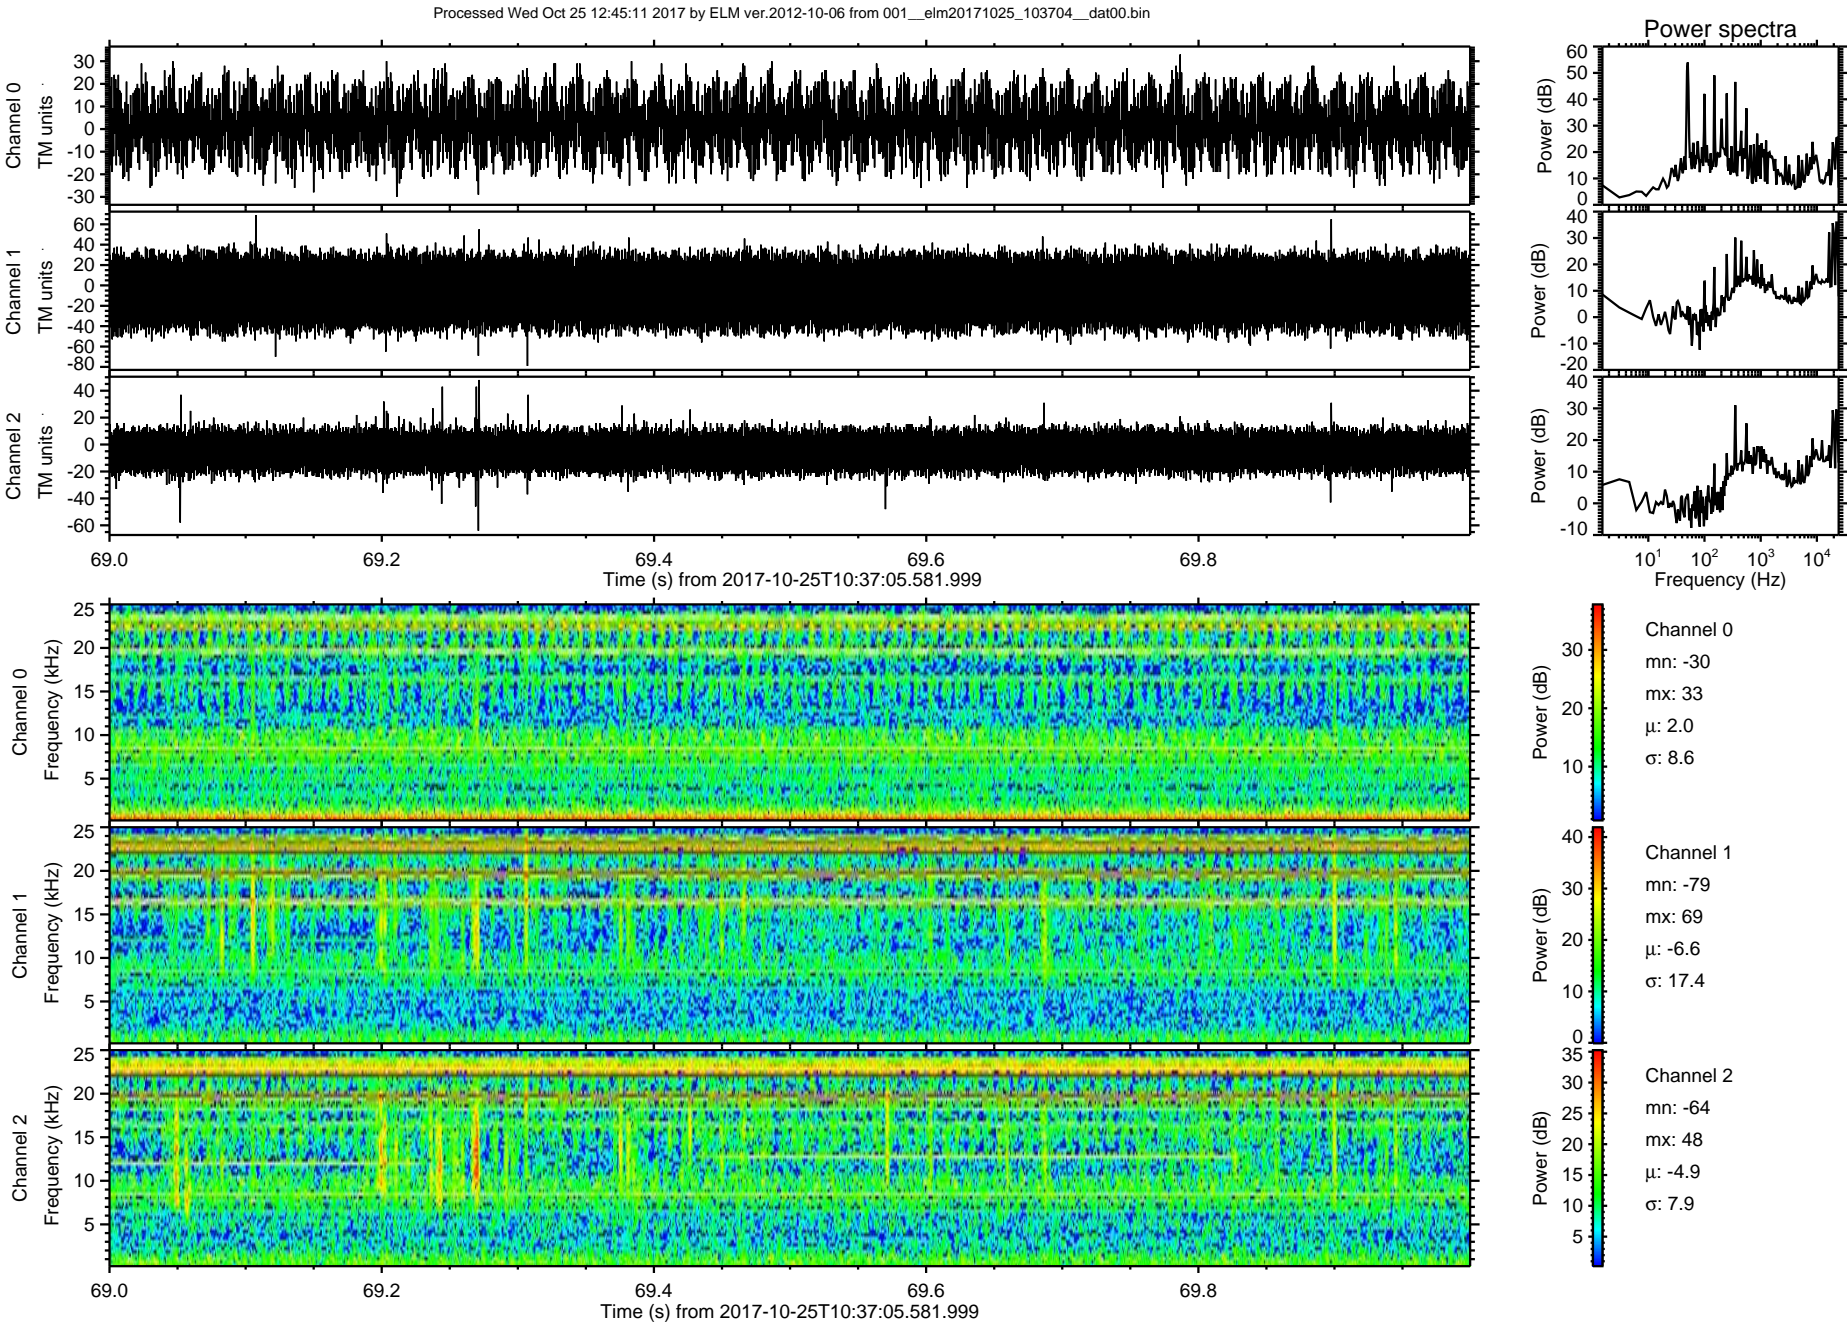 Processed Wed Oct 25 12:45:11 2017 by ELM ver.2012-10-06 from 001__elm20171025_103704__dat00.bin
Power spectra
Channel 0
TM units
30
20
10
0
-10
-20
-30
Power (dB)
60
50
40
30
20
10
0
Channel 1
TM units
60
40
20
0
-20
-40
-60
-80
Power (dB)
40
30
20
10
0
-10
-20
Channel 2
TM units
40
20
0
-20
-40
-60
Power (dB)
40
30
20
10
0
-10
69.0 69.2 69.4 69.6 69.8
Time (s) from 2017-10-25T10:37:05.581.999
10^1 10^2 10^3 10^4
Frequency (Hz)
Channel 0
Frequency (kHz)
25
20
15
10
5
Power (dB)
30
20
10
Channel 0
mn: -30
mx: 33
μ: 2.0
σ: 8.6
Channel 1
Frequency (kHz)
25
20
15
10
5
Power (dB)
40
30
20
10
0
Channel 1
mn: -79
mx: 69
μ: -6.6
σ: 17.4
Channel 2
Frequency (kHz)
25
20
15
10
5
Power (dB)
35
30
25
20
15
10
5
Channel 2
mn: -64
mx: 48
μ: -4.9
σ: 7.9
69.0 69.2 69.4 69.6 69.8
Time (s) from 2017-10-25T10:37:05.581.999